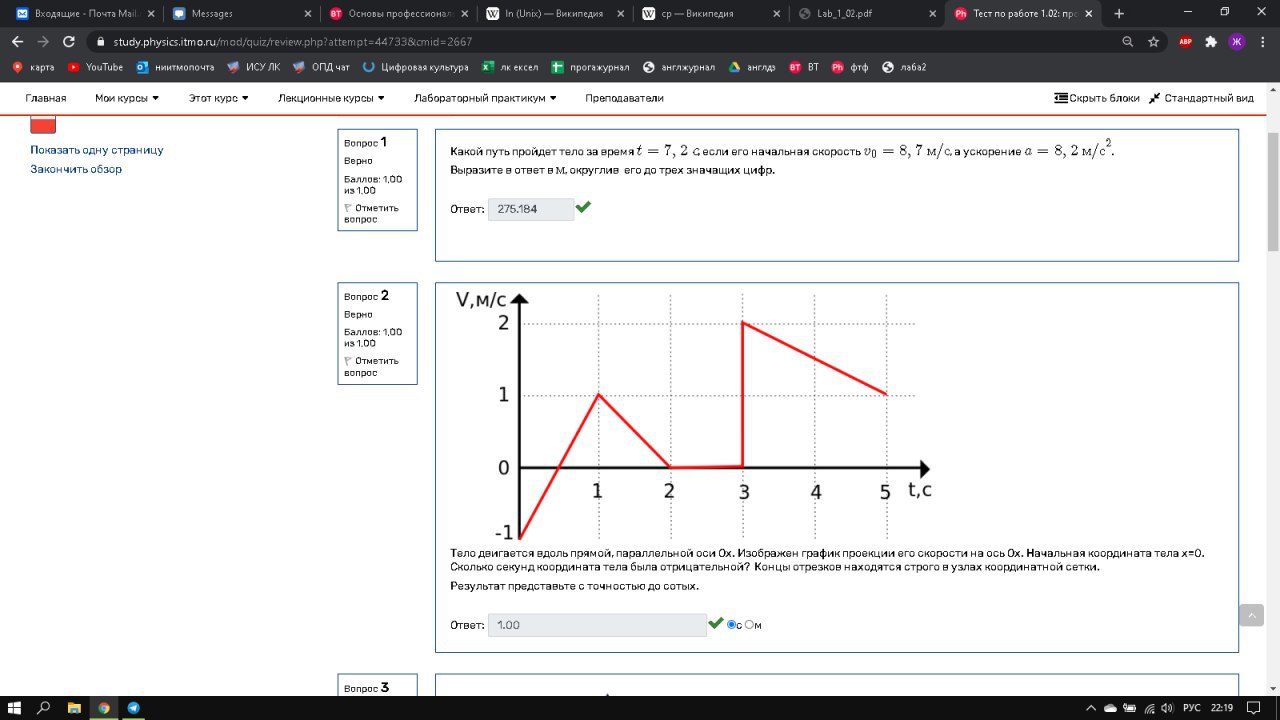 Входящие - Почта Mail
Messages
Основы профессионал
ln (Unix) — Википедия
cp — Википедия
Lab_1_02.pdf
Тест по работе 1.02: пр
study.physics.itmo.ru/mod/quiz/review.php?attempt=44733&cmid=2667
ABP
Ж
карта
YouTube
ниитмопочта
ИСУ ЛК
ОПД чат
Цифровая культура
лк ексел
прогажурнал
англжурнал
англдз
ВТ
фтф
лаба2
Главная
Мои курсы
Этот курс
Лекционные курсы
Лабораторный практикум
Преподаватели
Скрыть блоки
Стандартный вид
Показать одну страницу
Закончить обзор
Вопрос 1
Верно
Баллов: 1,00
из 1,00
Отметить
вопрос
Какой путь пройдет тело за время t = 7, 2 с, если его начальная скорость v₀ = 8, 7 м/с, а ускорение a = 8, 2 м/с².
Выразите в ответ в м, округлив его до трех значащих цифр.
Ответ: 275.184
Вопрос 2
Верно
Баллов: 1,00
из 1,00
Отметить
вопрос
V,м/с
2
1
0
-1
1 2 3 4 5 t,с
Тело двигается вдоль прямой, параллельной оси Ox. Изображен график проекции его скорости на ось Ox. Начальная координата тела x=0.
Сколько секунд координата тела была отрицательной? Концы отрезков находятся строго в узлах координатной сетки.
Результат представьте с точностью до сотых.
Ответ: 1.00 с м
Вопрос 3
РУС
22:19